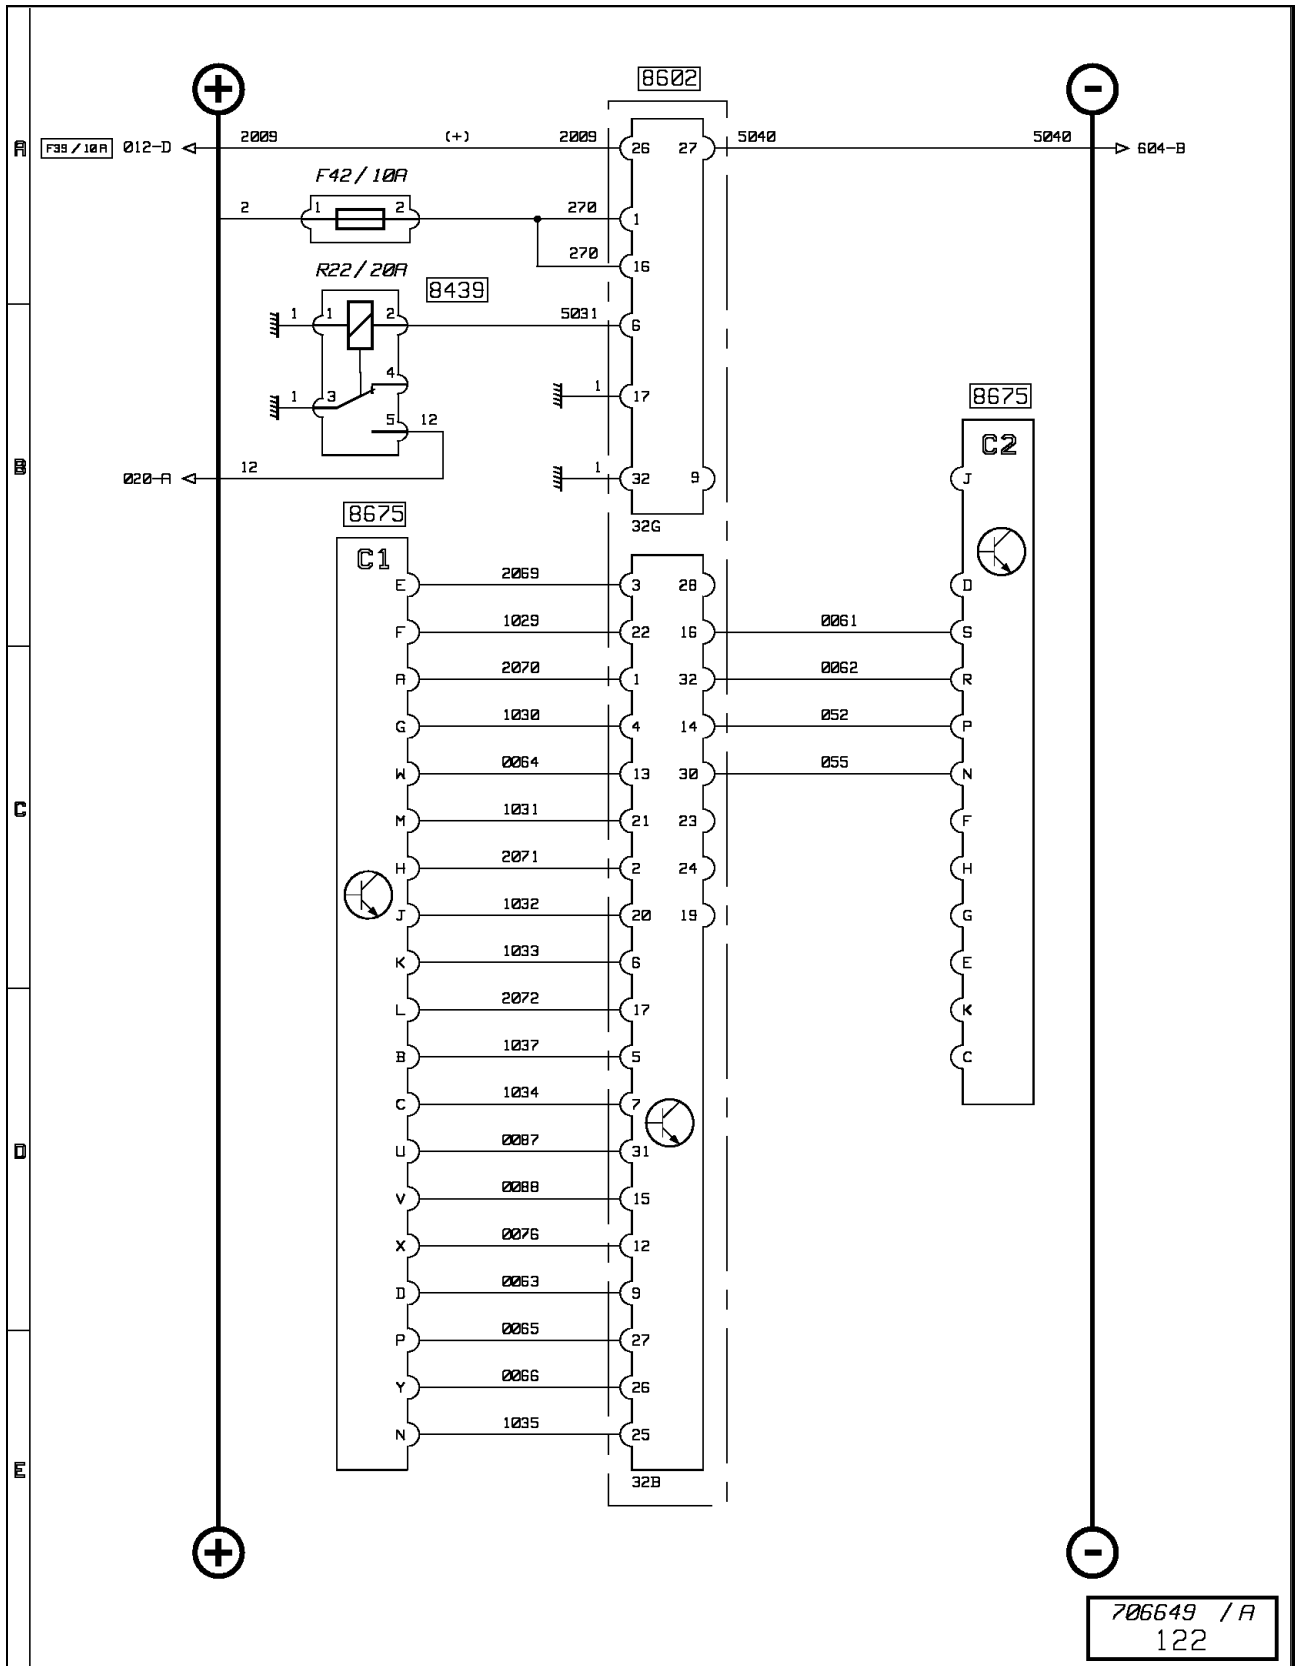 8602
A F39/10A 012-D 2009 (+) 2009 26 27 5040 5040 604-B
F42/10A
2 1 2 270 1
270 16
R22/20A 8439
1 1 2 5031 6
4
1 3 1 17 8675
5 12 C2
B 020-A 12 1 32 9 J
8675 32G
C1
E 2069 3 28 D
F 1029 22 16 0061 S
A 2070 1 32 0062 R
G 1030 4 14 052 P
W 0064 13 30 055 N
C M 1031 21 23 F
H 2071 2 24 H
J 1032 20 19 G
K 1033 6 E
L 2072 17 K
B 1037 5 C
C 1034 7
D U 0087 31
V 0088 15
X 0076 12
D 0063 9
P 0065 27
Y 0066 26
N 1035 25
E 32B
706649 /A
122